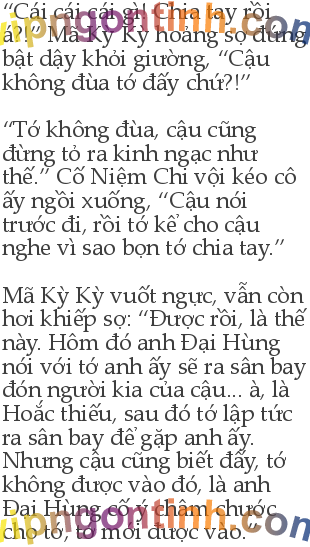 “Cái cái cái gì! Chia tay rồi
á?!” Mã Kỳ Kỳ hoảng sợ đứng
bật dậy khỏi giường, “Cậu
không đùa tớ đấy chứ?!”
“Tớ không đùa, cậu cũng
đừng tỏ ra kinh ngạc như
thế.” Cố Niệm Chi vội kéo cô
ấy ngồi xuống, “Cậu nói
trước đi, rồi tớ kể cho cậu
nghe vì sao bọn tớ chia tay.”
Mã Kỳ Kỳ vuốt ngực, vẫn còn
hơi khiếp sợ: “Được rồi, là thế
này. Hôm đó anh Đại Hùng
nói với tớ anh ấy sẽ ra sân bay
đón người kia của cậu... à, là
Hoắc thiếu, sau đó tớ lập tức
ra sân bay để gặp anh ấy.
Nhưng cậu cũng biết đấy, tớ
không được vào đó, là anh
Đại Hùng cố ý châm chước
cho tớ, tớ mới được vào.”
vipngontinh.com
vipngontinh.com